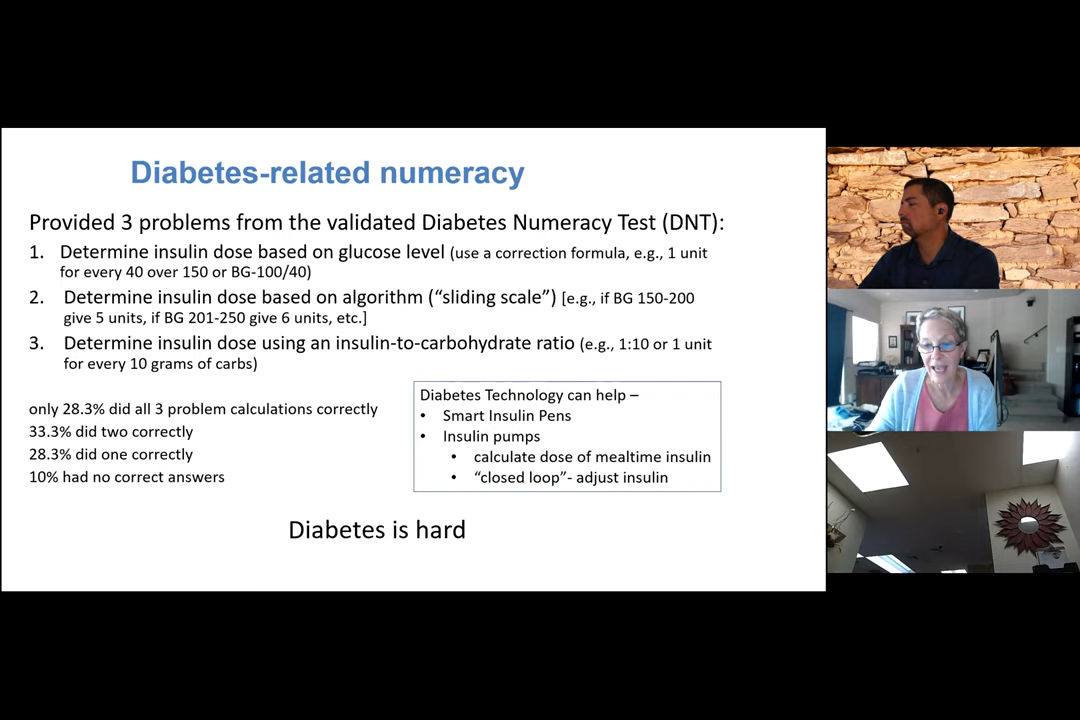 Diabetes-related numeracy
Provided 3 problems from the validated Diabetes Numeracy Test (DNT):
1. Determine insulin dose based on glucose level (use a correction formula, e.g., 1 unit
for every 40 over 150 or BG-100/40)
2. Determine insulin dose based on algorithm (“sliding scale”) [e.g., if BG 150-200
give 5 units, if BG 201-250 give 6 units, etc.]
3. Determine insulin dose using an insulin-to-carbohydrate ratio (e.g., 1:10 or 1 unit
for every 10 grams of carbs)
only 28.3% did all 3 problem calculations correctly
33.3% did two correctly
28.3% did one correctly
10% had no correct answers
Diabetes Technology can help –
• Smart Insulin Pens
• Insulin pumps
• calculate dose of mealtime insulin
• “closed loop”- adjust insulin
Diabetes is hard